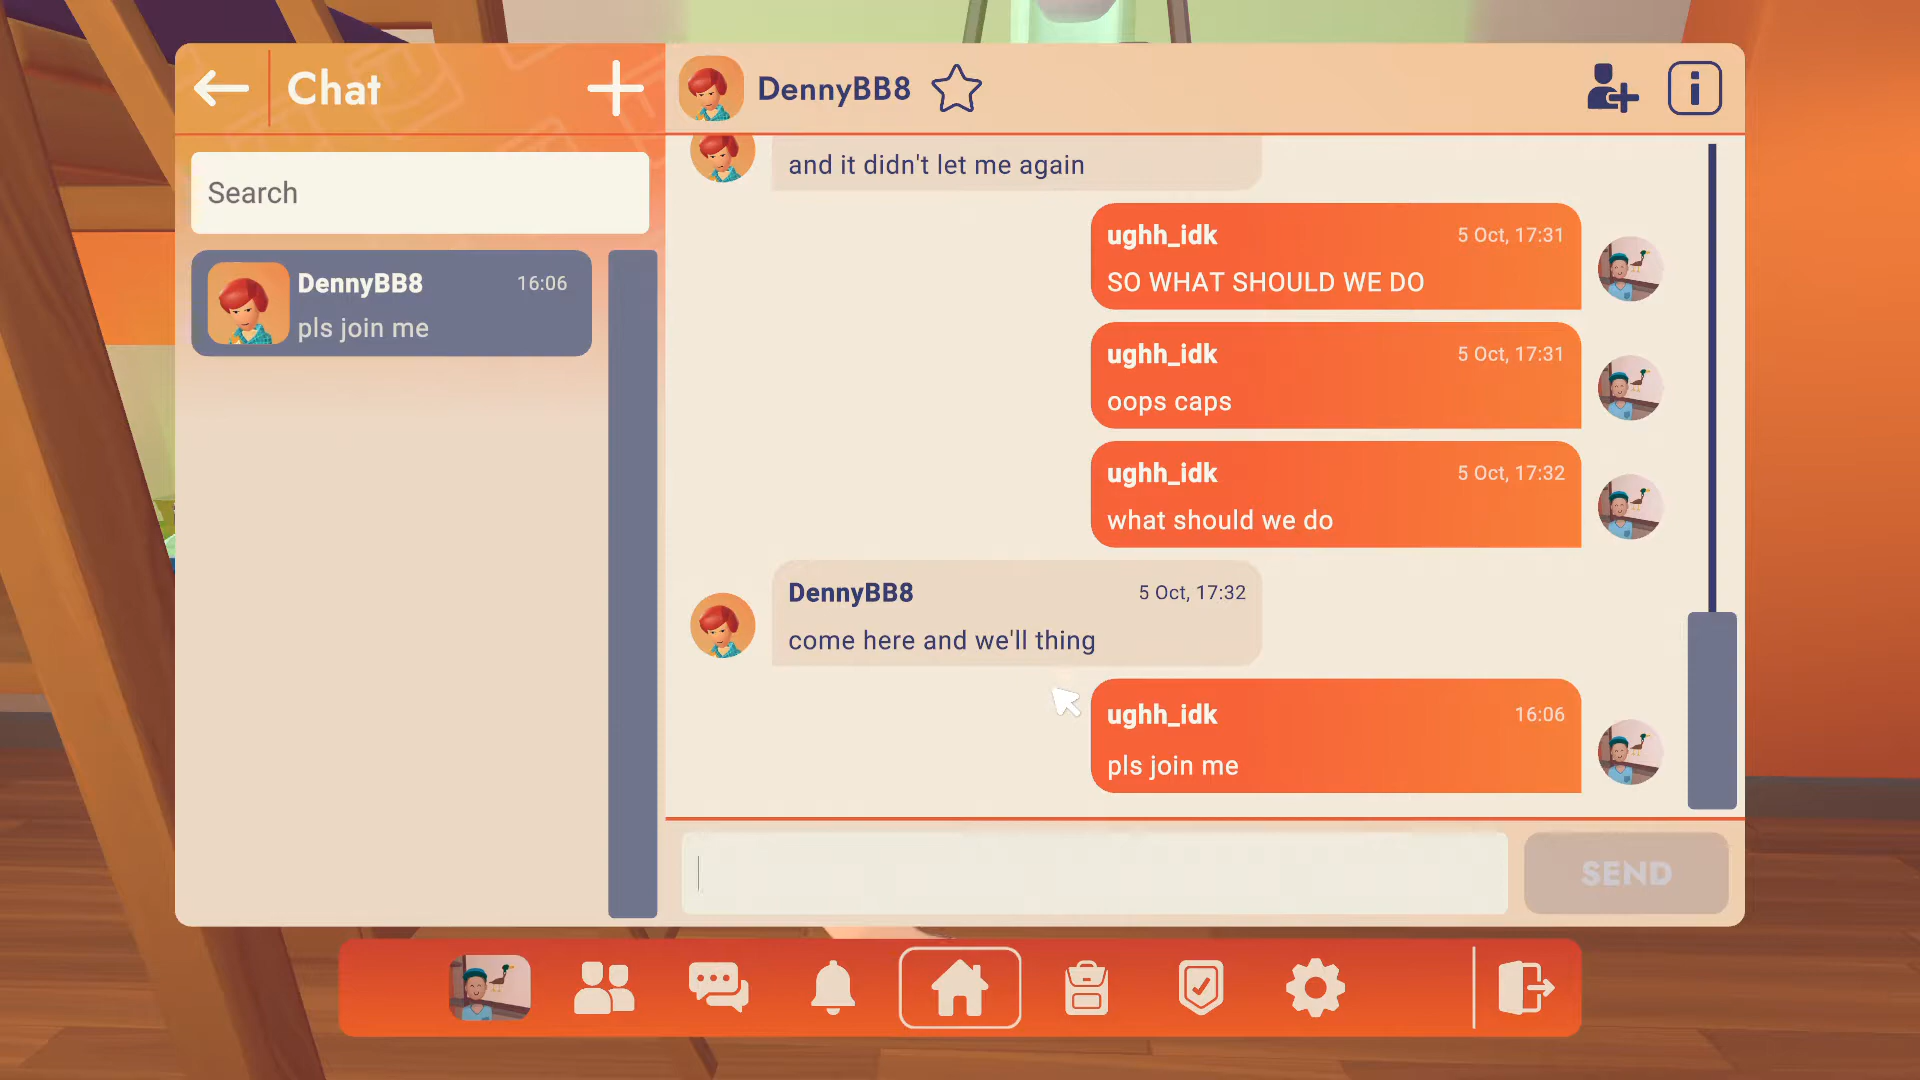 Chat
Search
DennyBB8 16:06
pls join me
DennyBB8
and it didn't let me again
ughh_idk 5 Oct, 17:31
SO WHAT SHOULD WE DO
ughh_idk 5 Oct, 17:31
oops caps
ughh_idk 5 Oct, 17:32
what should we do
DennyBB8 5 Oct, 17:32
come here and we'll thing
ughh_idk 16:06
pls join me
SEND